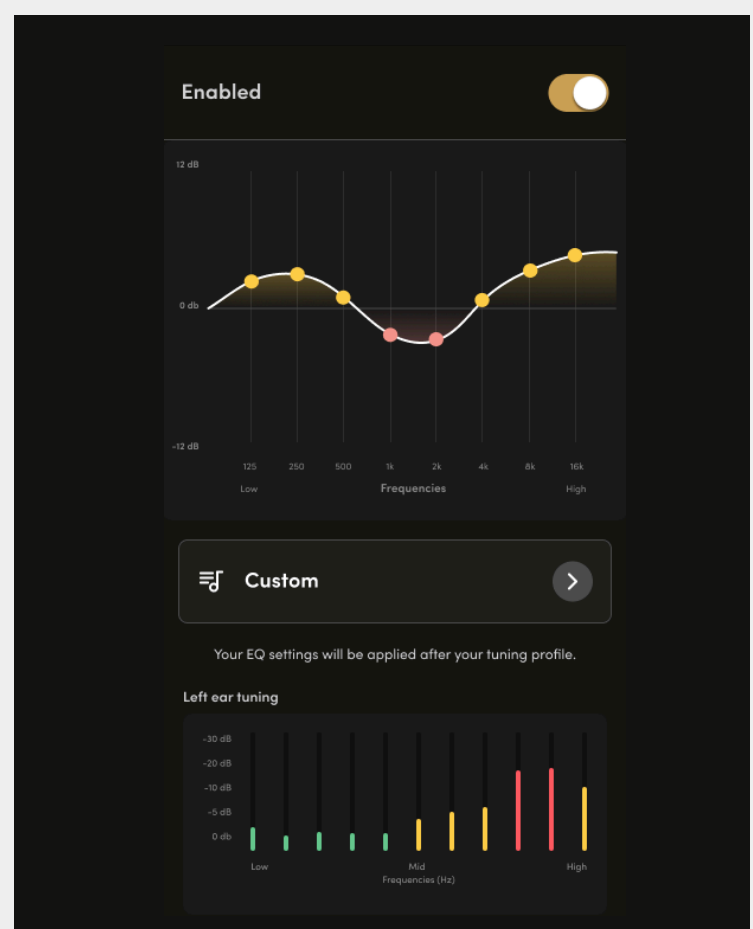 Enabled
12 dB
0 db
-12 dB
125 250 500 1k 2k 4k 8k 16k
Low Frequencies High
Custom
Your EQ settings will be applied after your tuning profile.
Left ear tuning
-30 dB
-20 dB
-10 dB
-5 dB
0 db
Low Mid High
Frequencies (Hz)